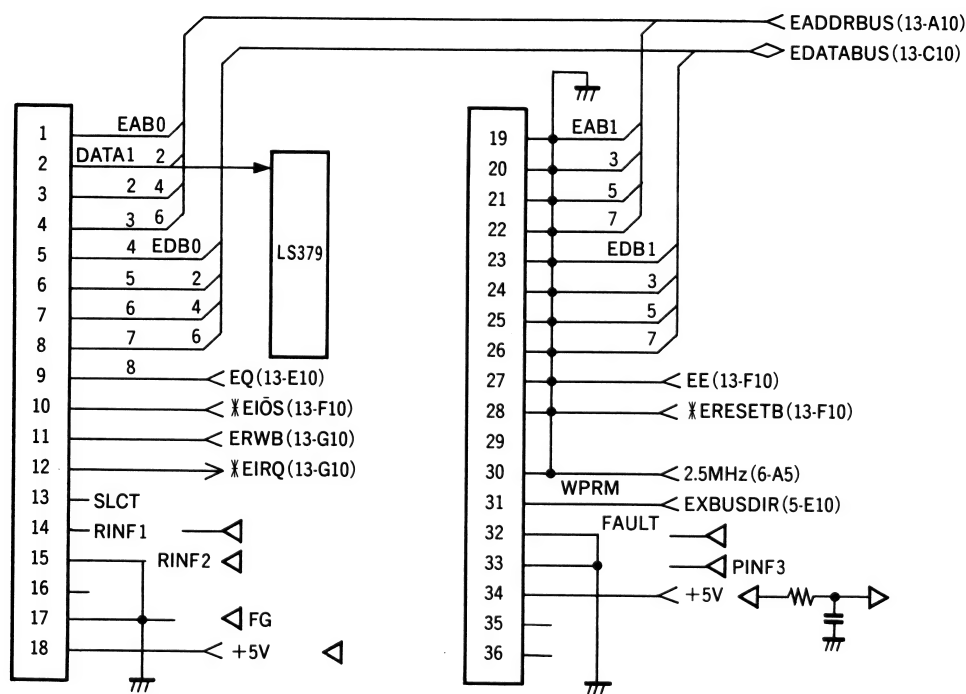 EADDRBUS (13-A10)
EDATABUS (13-C10)
1 EAB0
2 DATA1 2
3 2 4
4 3 6
5 4 EDB0
6 5 2
7 6 4
8 7 6
9 8 EQ (13-E10)
10 ӾEIŌS (13-F10)
11 ERWB (13-G10)
12 ӾEIRQ (13-G10)
13 SLCT
14 RINF1
15 RINF2
16
17 FG
18 +5V
LS379
19 EAB1
20 3
21 5
22 7
23 EDB1
24 3
25 5
26 7
27 EE (13-F10)
28 ӾERESETB (13-F10)
29
30 2.5MHz (6-A5)
WPRM
31 EXBUSDIR (5-E10)
FAULT
32
33 PINF3
34 +5V
35
36